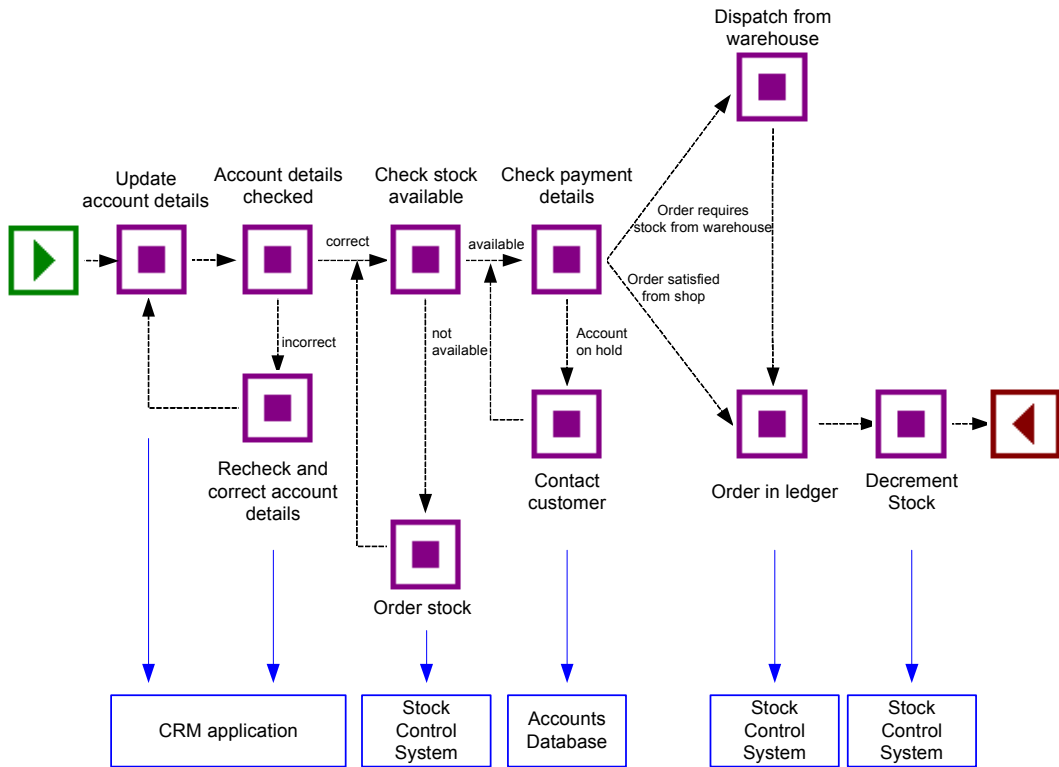 Dispatch from
warehouse
Update
account details
Account details
checked
Check stock
available
Check payment
details
correct
available
Order requires
stock from warehouse
Order satisfied
from shop
incorrect
not
available
Account
on hold
Recheck and
correct account
details
Contact
customer
Order in ledger
Decrement
Stock
Order stock
CRM application
Stock
Control
System
Accounts
Database
Stock
Control
System
Stock
Control
System